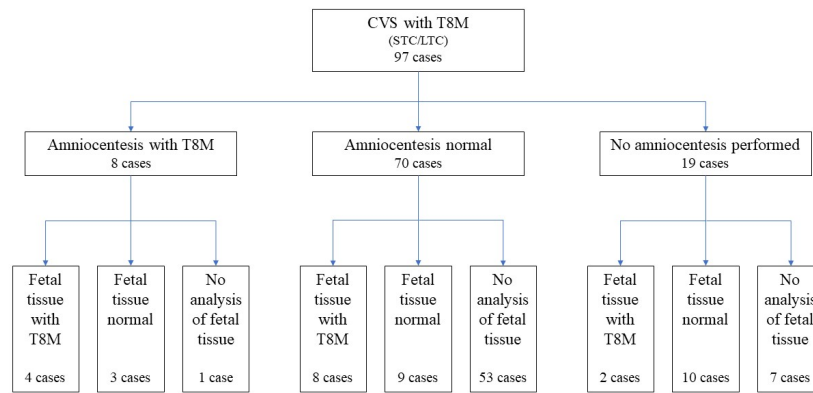 CVS with T8M
(STC/LTC)
97 cases
Amniocentesis with T8M
8 cases
Amniocentesis normal
70 cases
No amniocentesis performed
19 cases
Fetal
tissue
with
T8M
4 cases
Fetal
tissue
normal
3 cases
No
analysis
of fetal
tissue
1 case
Fetal
tissue
with
T8M
8 cases
Fetal
tissue
normal
9 cases
No
analysis
of fetal
tissue
53 cases
Fetal
tissue
with
T8M
2 cases
Fetal
tissue
normal
10 cases
No
analysis
of fetal
tissue
7 cases